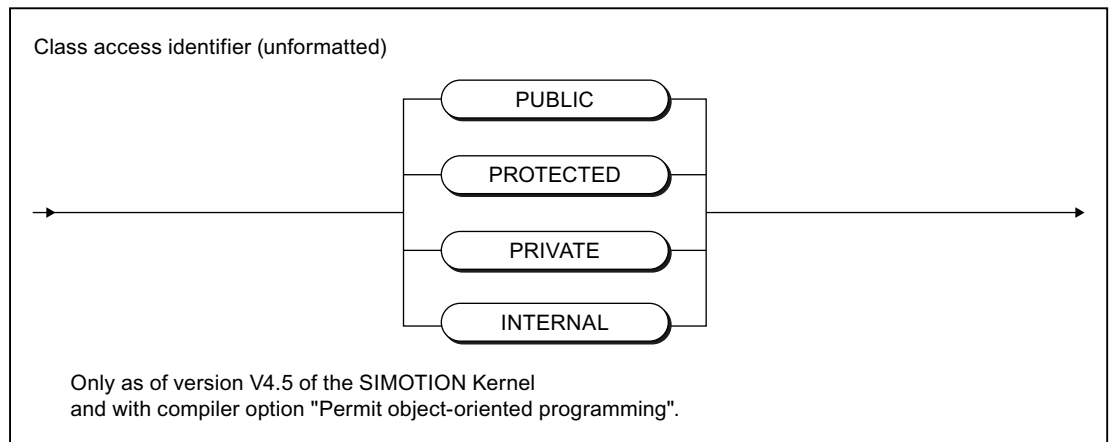 Class access identifier (unformatted)
PUBLIC
PROTECTED
PRIVATE
INTERNAL
Only as of version V4.5 of the SIMOTION Kernel
and with compiler option "Permit object-oriented programming".